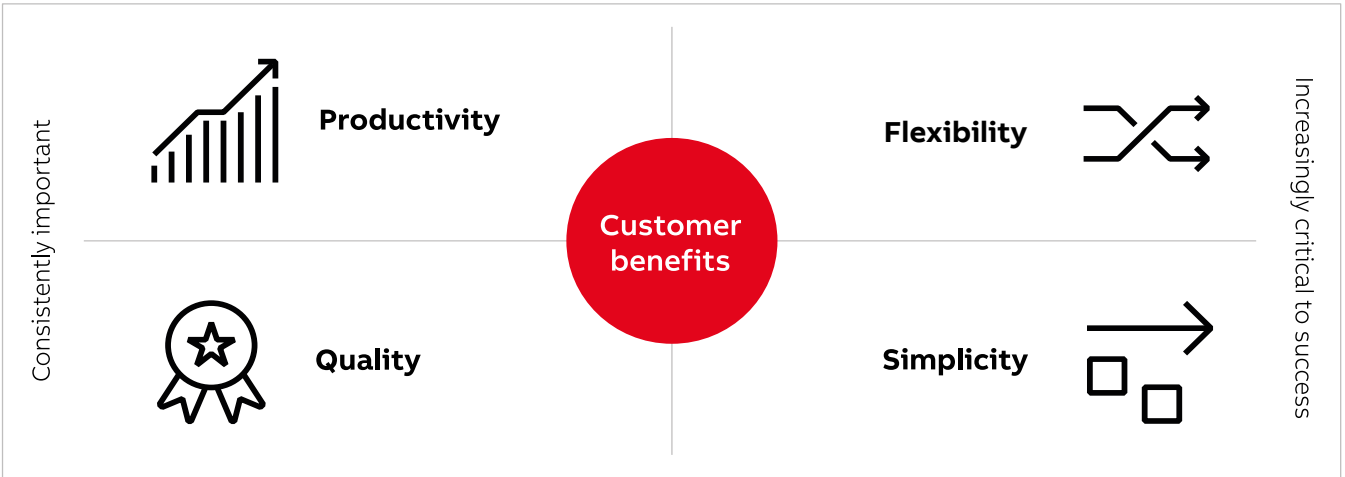 Consistently important
Productivity
Quality
Customer
benefits
Flexibility
Simplicity
Increasingly critical to success